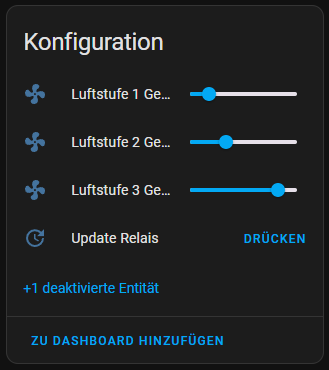 Konfiguration
Luftstufe 1 Ge...
Luftstufe 2 Ge...
Luftstufe 3 Ge...
Update Relais DRÜCKEN
+1 deaktivierte Entität
ZU DASHBOARD HINZUFÜGEN